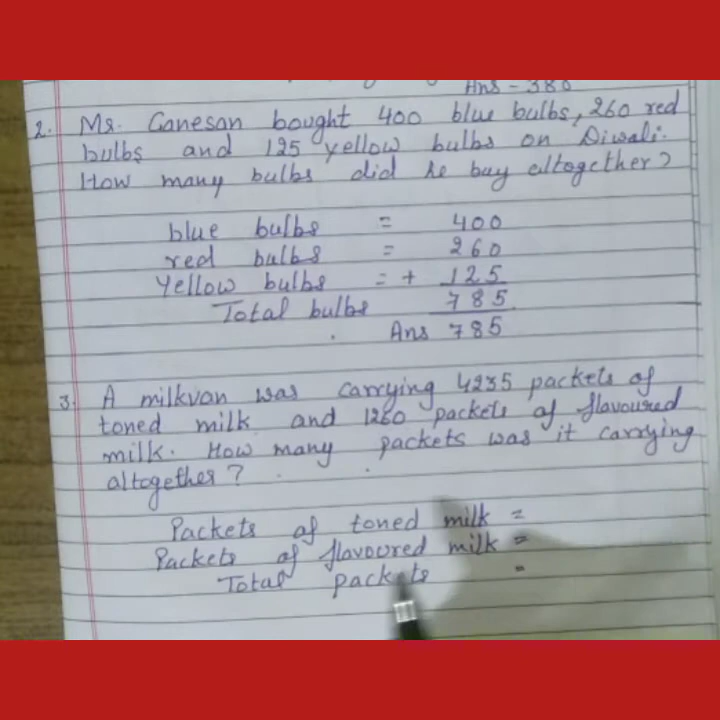 Ans - 380
2. Mr. Ganesan bought 400 blue bulbs, 260 red
bulbs and 125 yellow bulbs on Diwali.
How many bulbs did he buy altogether?
blue bulbs = 400
red bulbs = 260
Yellow bulbs = + 125
Total bulbs 785
Ans 785
3. A milkvan was carrying 4235 packets of
toned milk and 1260 packets of flavoured
milk. How many packets was it carrying
altogether?
Packets of toned milk =
Packets of flavoured milk =
Total packets =